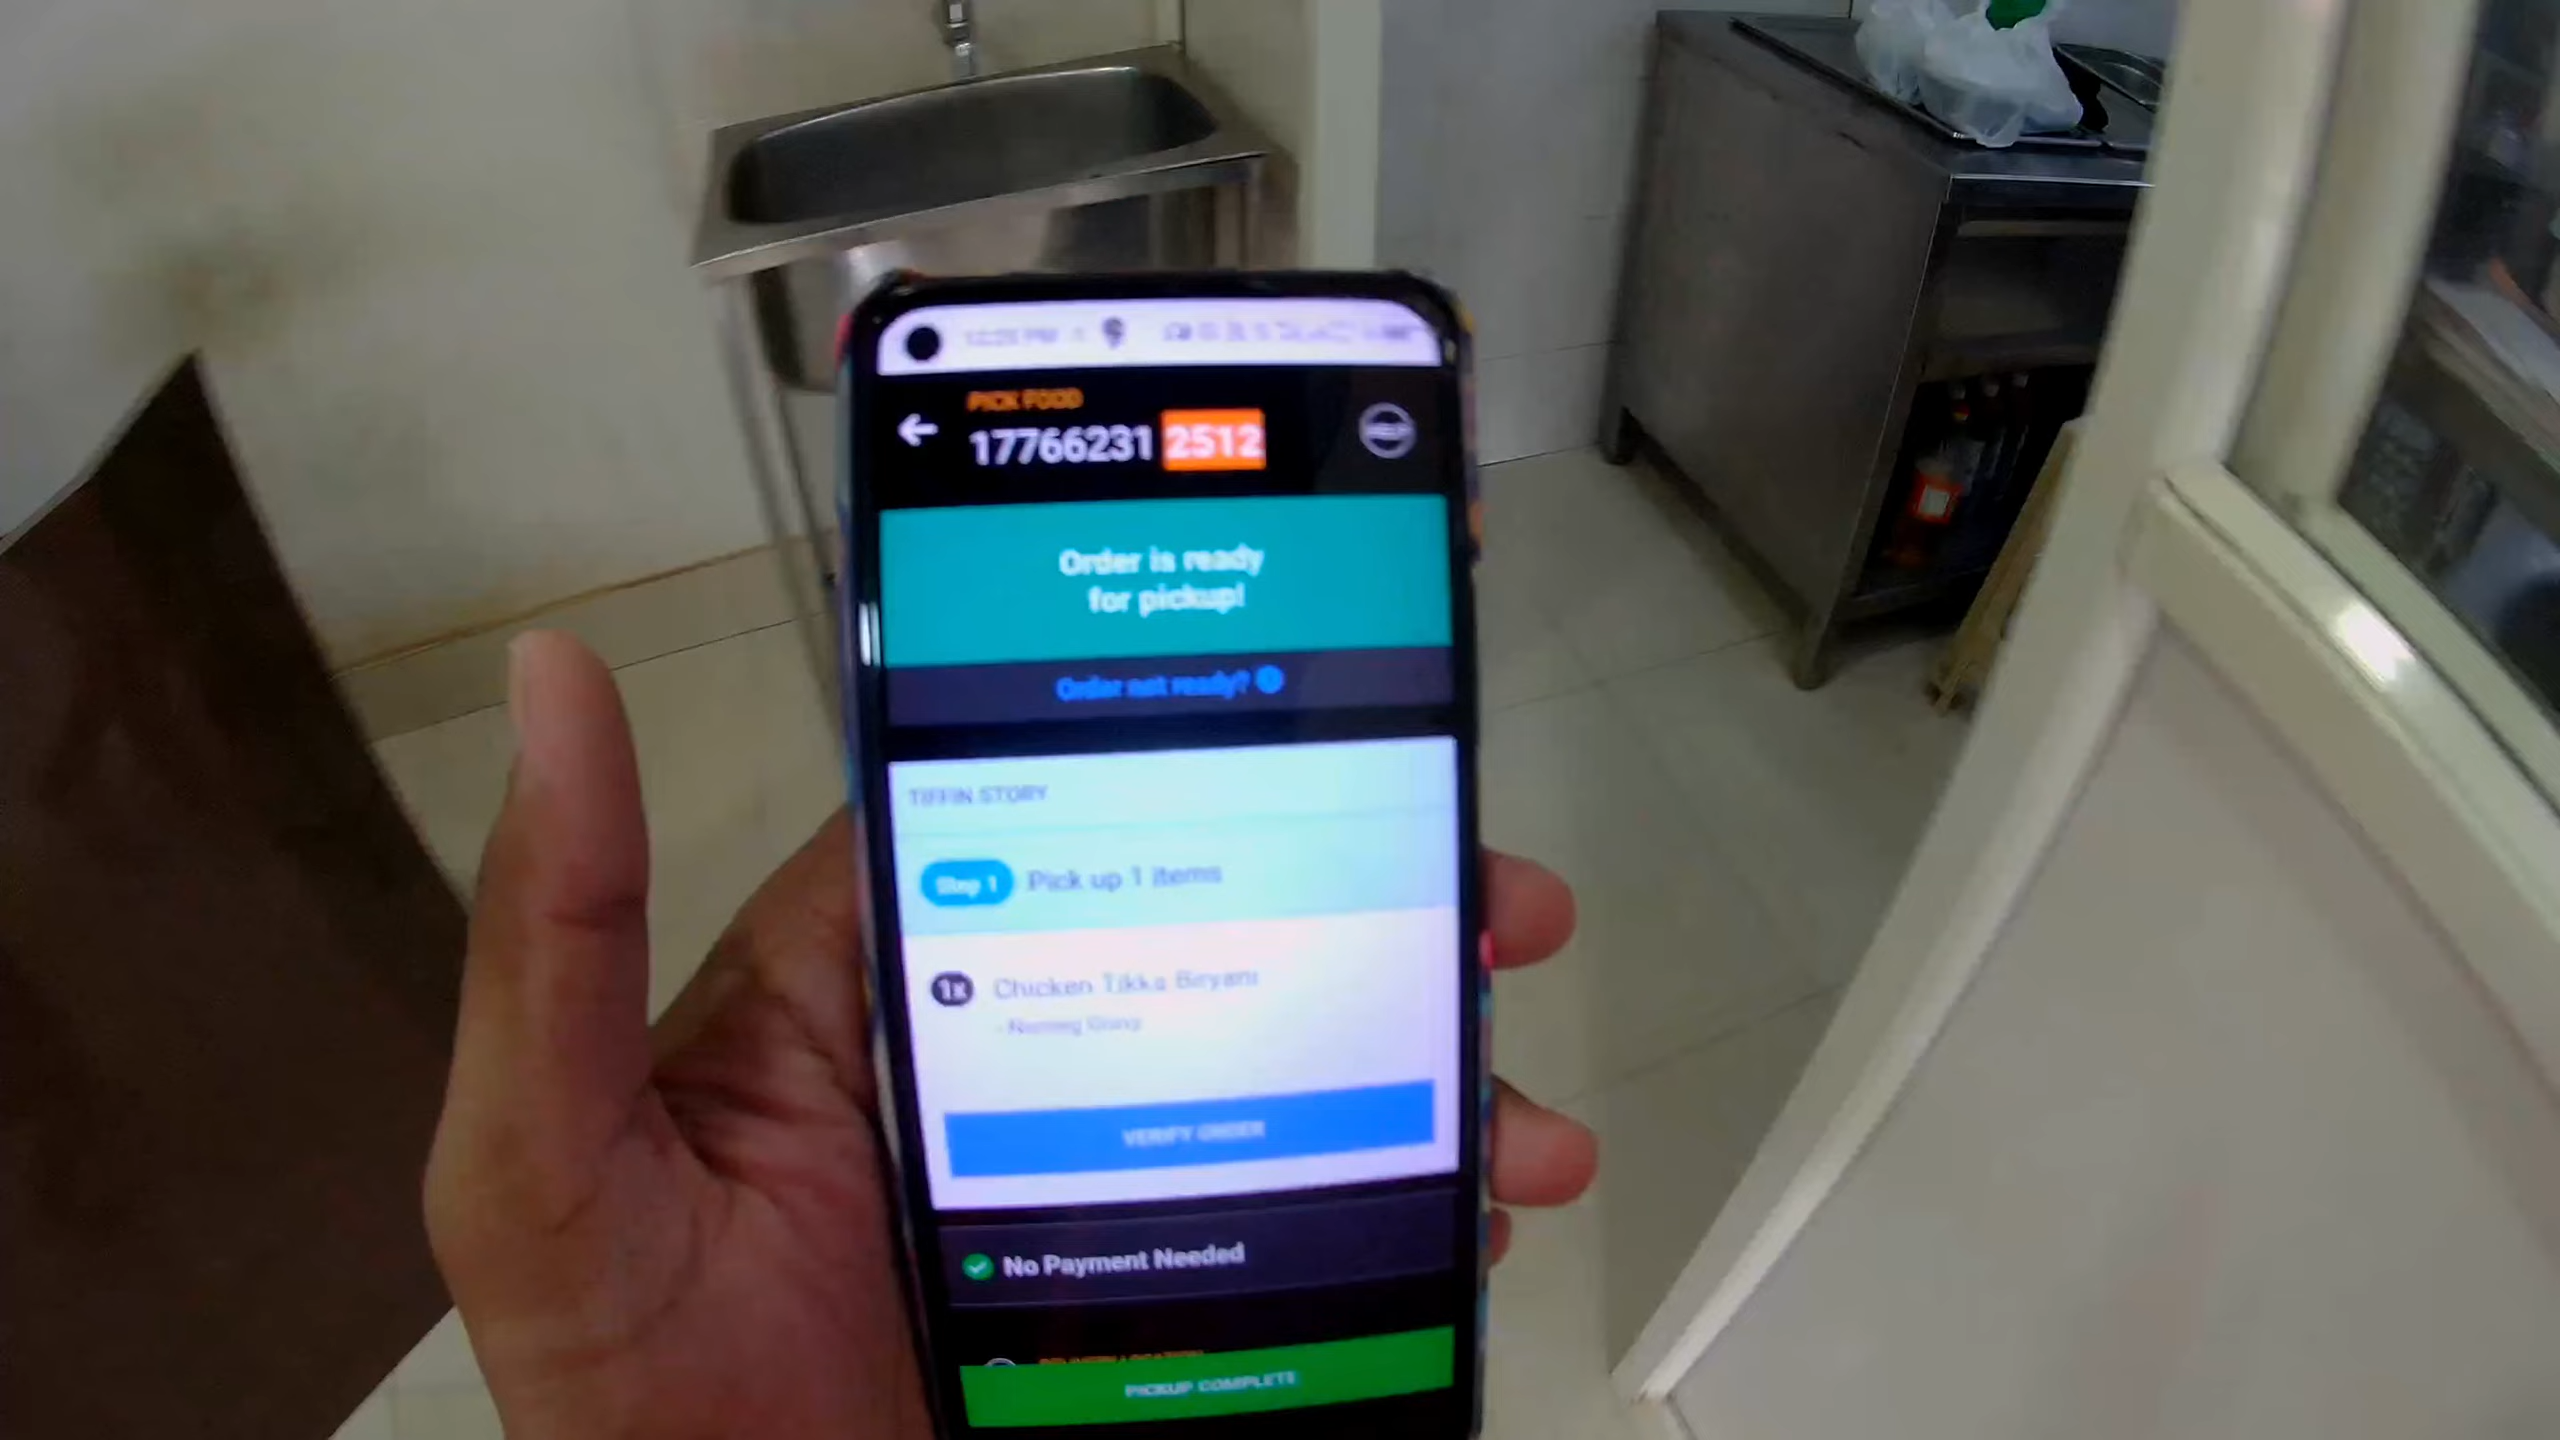 PICK FOOD
17766231 2512
HELP
Order is ready
for pickup!
Order not ready?
TIFFIN STORY
Step 1 Pick up 1 items
1x Chicken Tikka Biryani
VERIFY ORDER
No Payment Needed
PICKUP COMPLETE